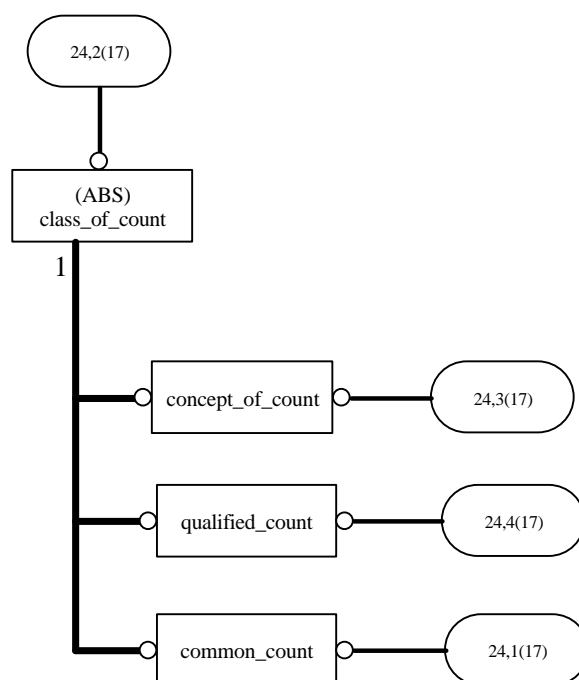 24,2(17)
(ABS)
class_of_count
1
concept_of_count
24,3(17)
qualified_count
24,4(17)
common_count
24,1(17)